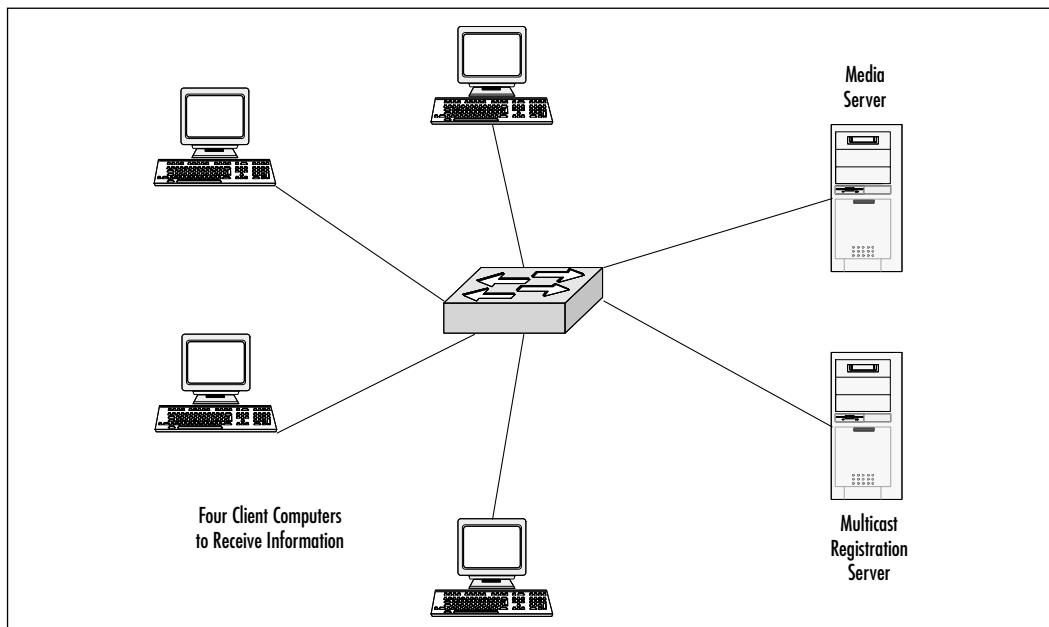 Media
Server
Four Client Computers
to Receive Information
Multicast
Registration
Server